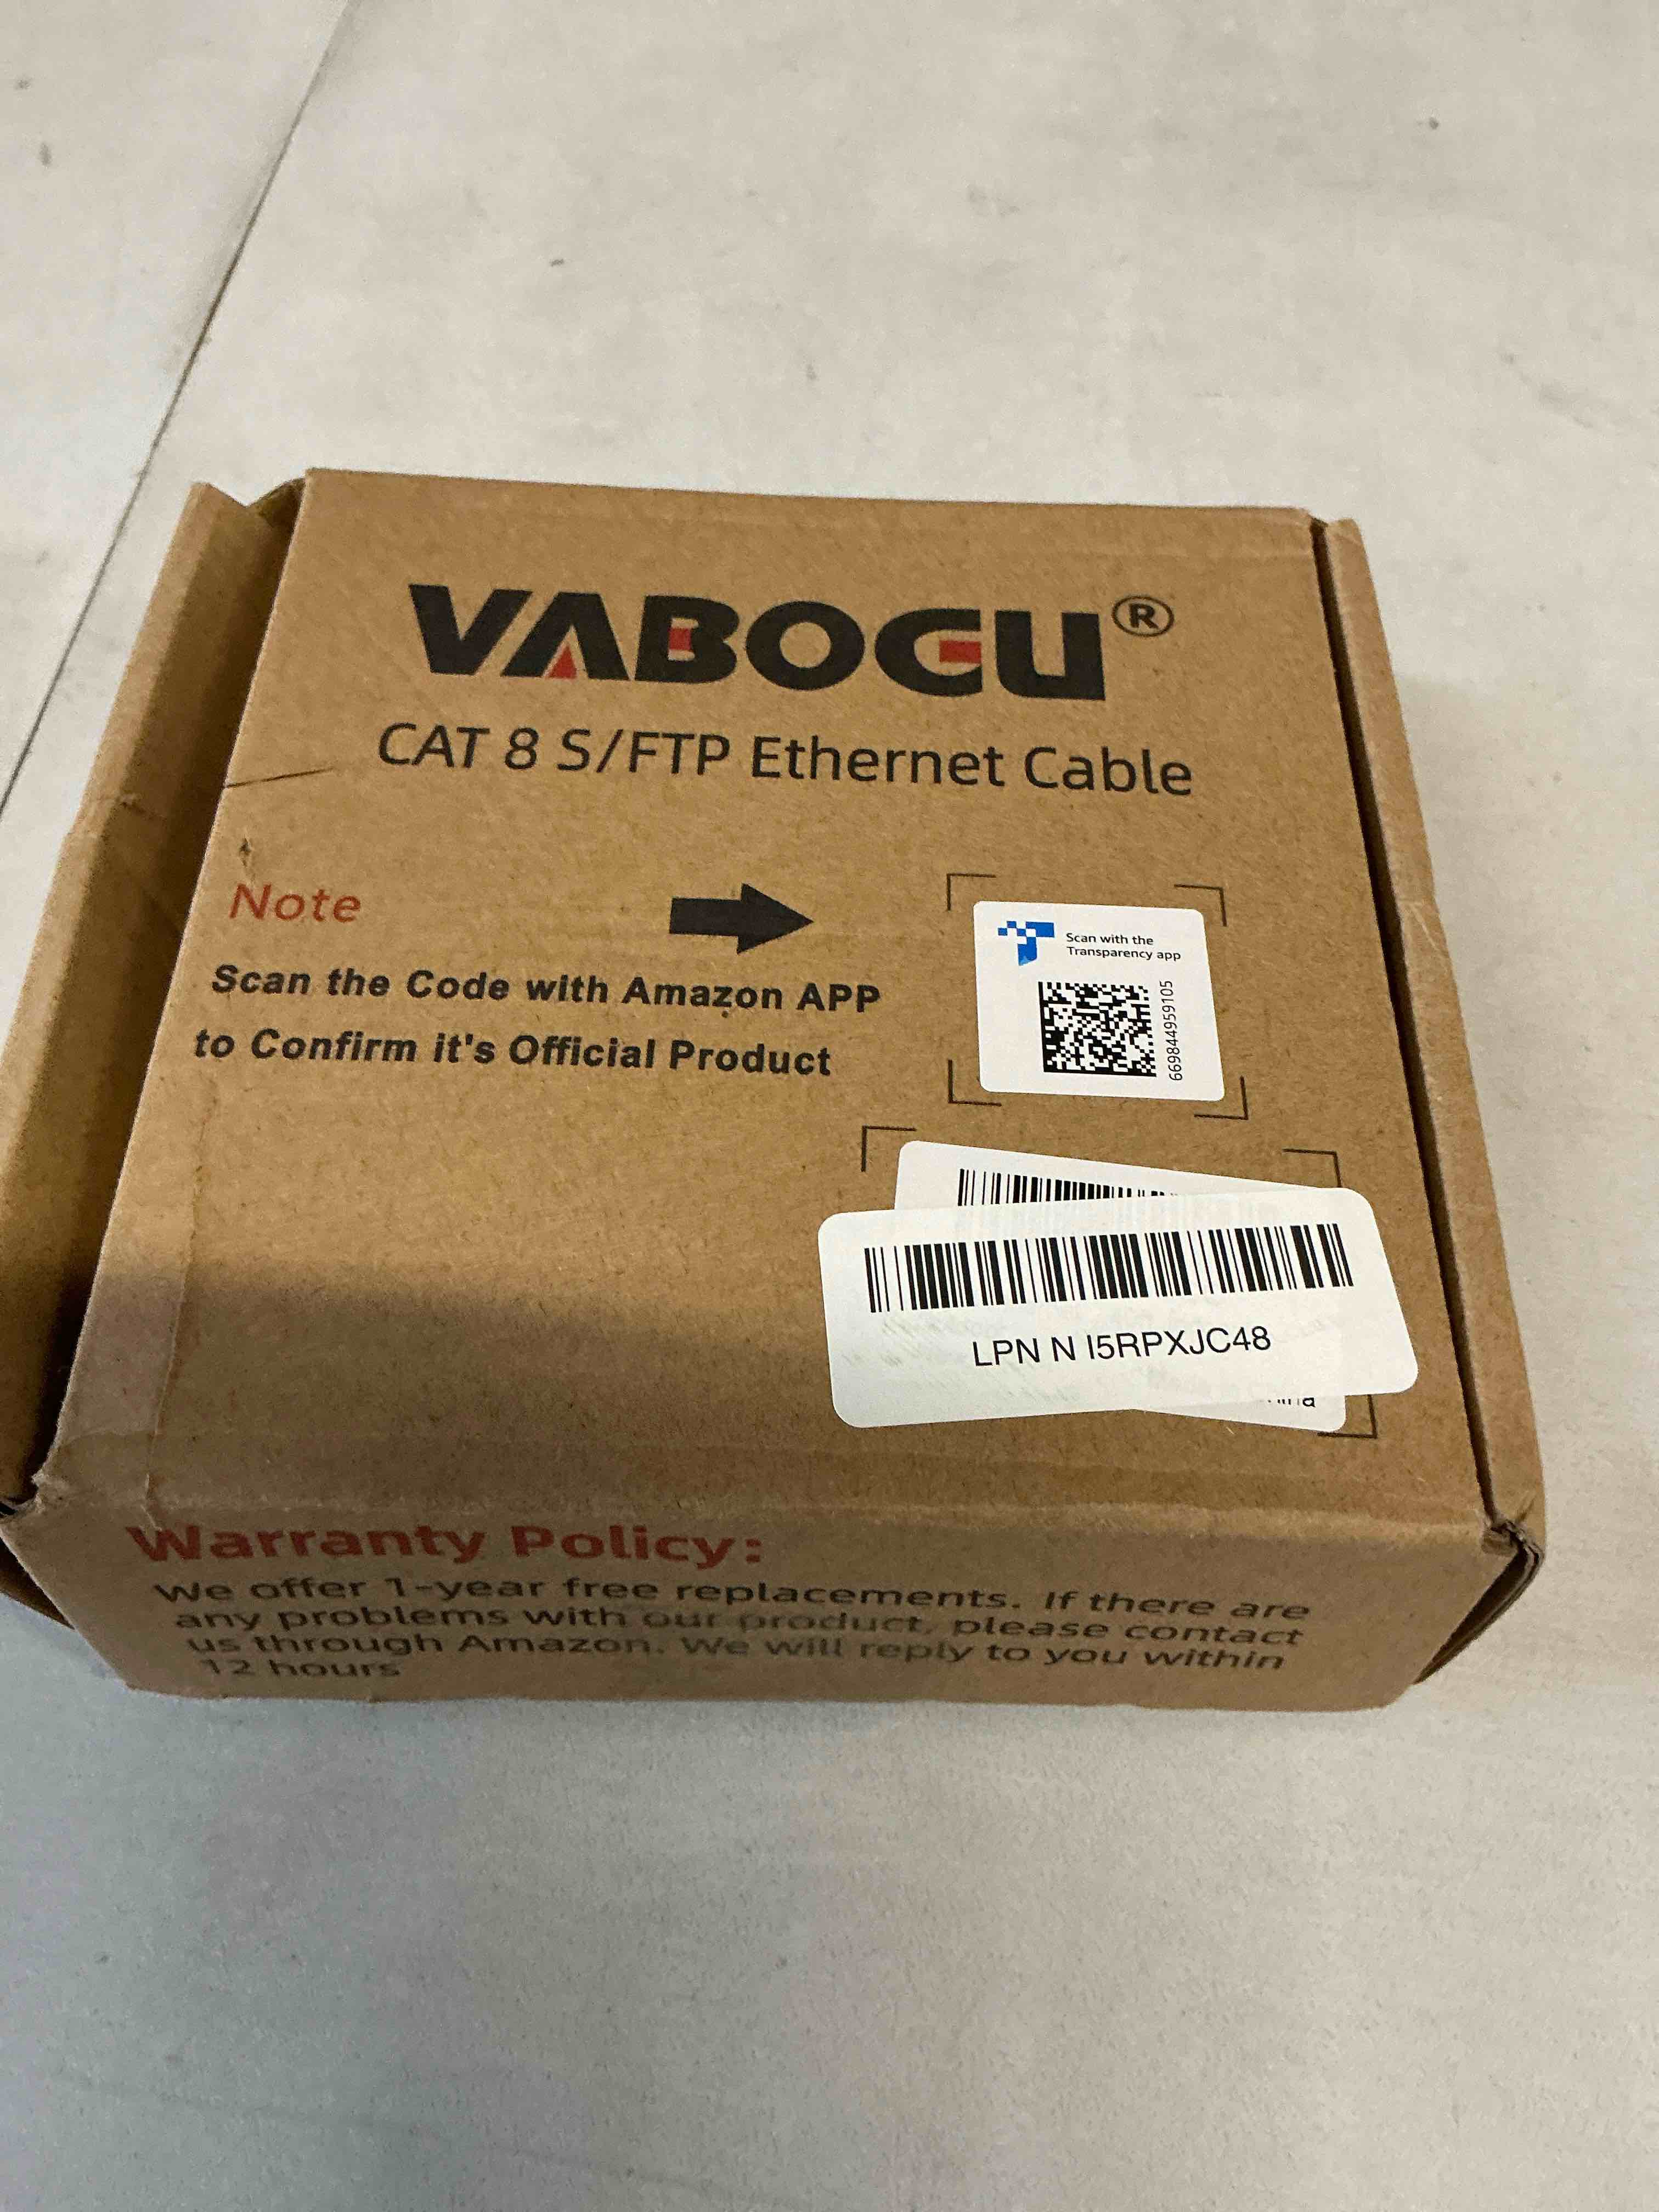 VABOGU®
CAT 8 S/FTP Ethernet Cable
Note
Scan the Code with Amazon APP
to Confirm it's Official Product
Scan with the
Transparency app
66984495910​5
LPN N I5RPXJC48
Warranty Policy:
We offer 1-year free replacements. If there are
any problems with our product, please contact
us through Amazon. We will reply to you within
12 hours